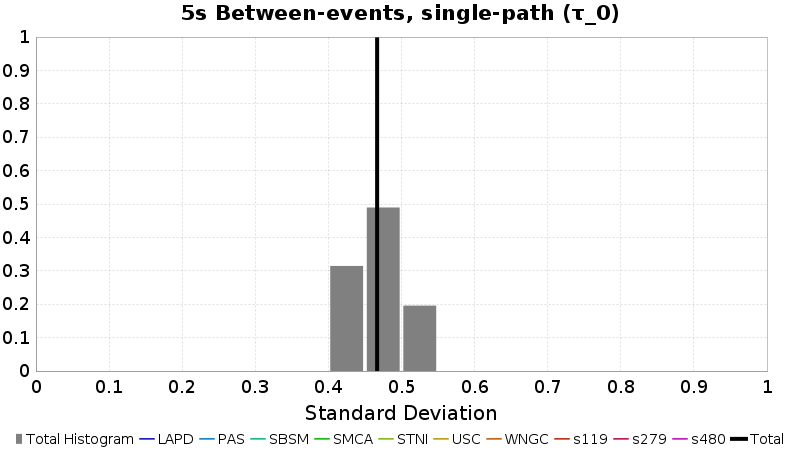 5s Between-events, single-path (τ_0)
1
0.9
0.8
0.7
0.6
0.5
0.4
0.3
0.2
0.1
0
0 0.1 0.2 0.3 0.4 0.5 0.6 0.7 0.8 0.9 1
Standard Deviation
Total Histogram LAPD PAS SBSM SMCA STNI USC WNGC s119 s279 s480 Total